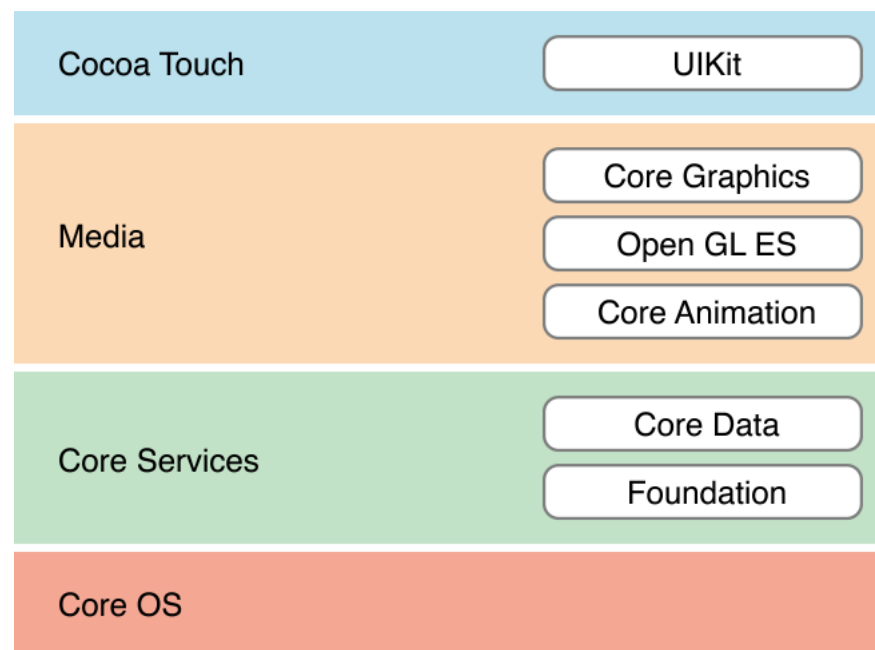 Cocoa Touch
UIKit
Media
Core Graphics
Open GL ES
Core Animation
Core Services
Core Data
Foundation
Core OS